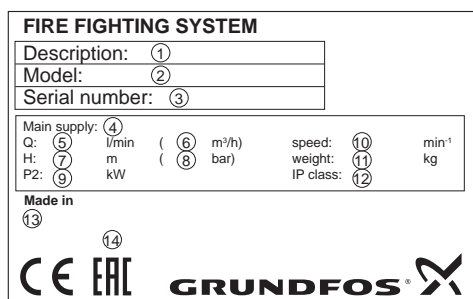 FIRE FIGHTING SYSTEM
Description: 1
Model: 2
Serial number: 3
Main supply: 4
Q: 5 l/min ( 6 m³/h) speed: 10 min-1
H: 7 m ( 8 bar) weight: 11 kg
P2: 9 kW IP class: 12
Made in
13
14
CE EAC GRUNDFOS